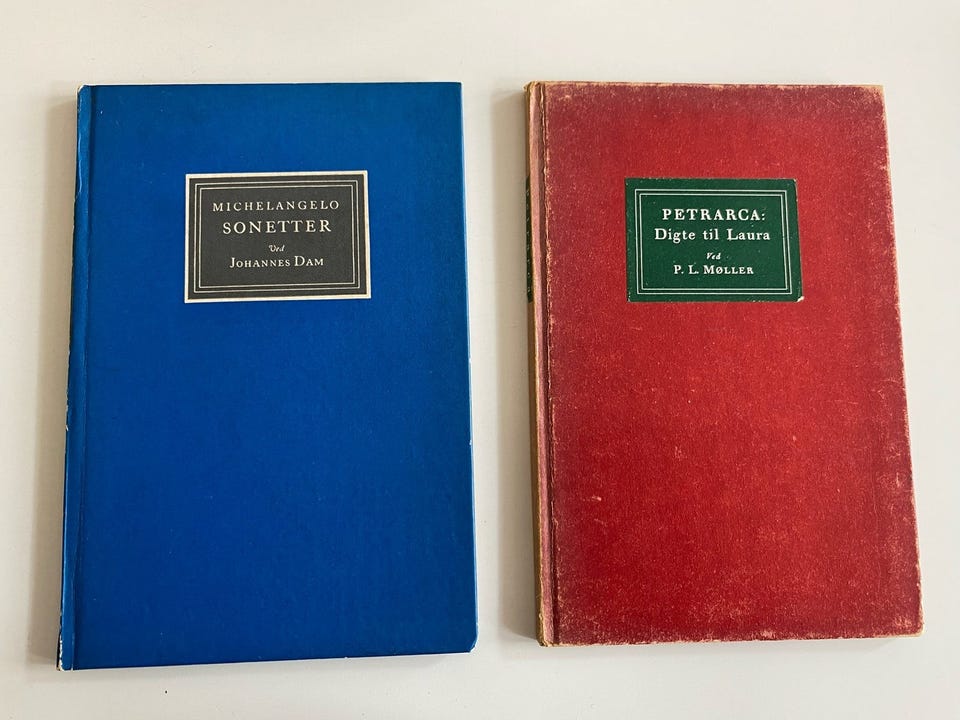 MICHELANGELO
SONETTER
Ved
JOHANNES DAM
PETRARCA:
Digte til Laura
Ved
P. L. MØLLER